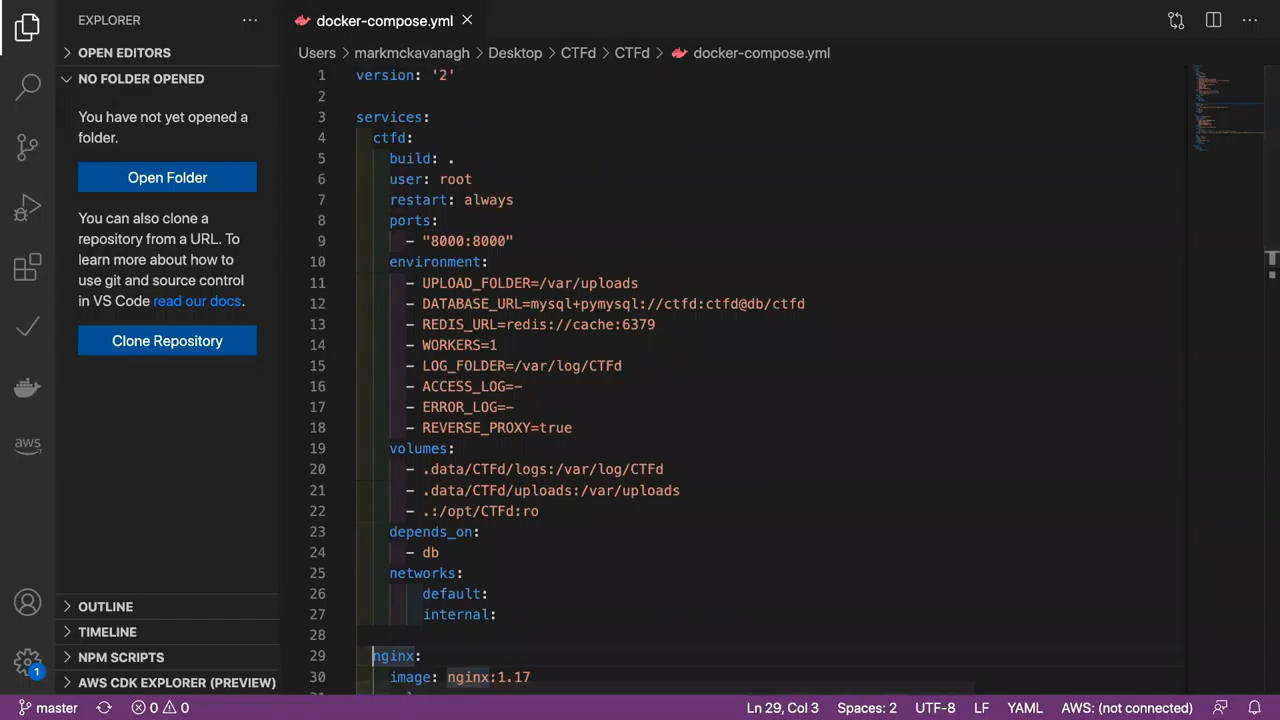 EXPLORER
OPEN EDITORS
NO FOLDER OPENED
You have not yet opened a
folder.
Open Folder
You can also clone a
repository from a URL. To
learn more about how to
use git and source control
in VS Code read our docs.
Clone Repository
OUTLINE
TIMELINE
NPM SCRIPTS
AWS CDK EXPLORER (PREVIEW)
aws
1
docker-compose.yml
Users > markmckavanagh > Desktop > CTFd > CTFd > docker-compose.yml
1 version: '2'
2
3 services:
4 ctfd:
5 build: .
6 user: root
7 restart: always
8 ports:
9 - "8000:8000"
10 environment:
11 - UPLOAD_FOLDER=/var/uploads
12 - DATABASE_URL=mysql+pymysql://ctfd:ctfd@db/ctfd
13 - REDIS_URL=redis://cache:6379
14 - WORKERS=1
15 - LOG_FOLDER=/var/log/CTFd
16 - ACCESS_LOG=-
17 - ERROR_LOG=-
18 - REVERSE_PROXY=true
19 volumes:
20 - .data/CTFd/logs:/var/log/CTFd
21 - .data/CTFd/uploads:/var/uploads
22 - .:/opt/CTFd:ro
23 depends_on:
24 - db
25 networks:
26 default:
27 internal:
28
29 nginx:
30 image: nginx:1.17
master 0 0 Ln 29, Col 3 Spaces: 2 UTF-8 LF YAML AWS: (not connected)